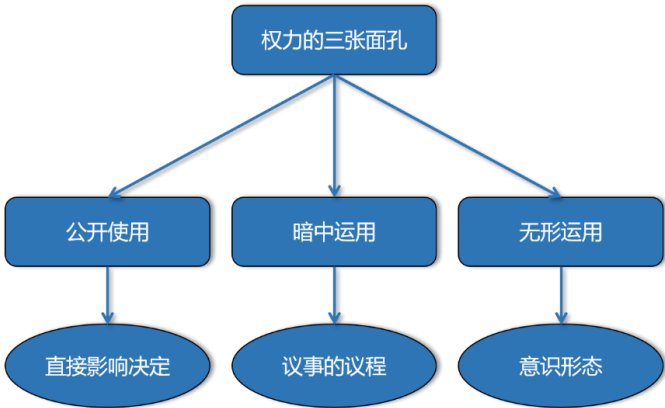 权力的三张面孔
公开使用
暗中运用
无形运用
直接影响决定
议事的议程
意识形态